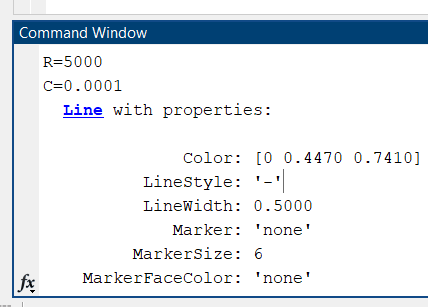 Command Window
R=5000
C=0.0001
Line with properties:
Color: [0 0.4470 0.7410]
LineStyle: '-'
LineWidth: 0.5000
Marker: 'none'
MarkerSize: 6
MarkerFaceColor: 'none'
fx